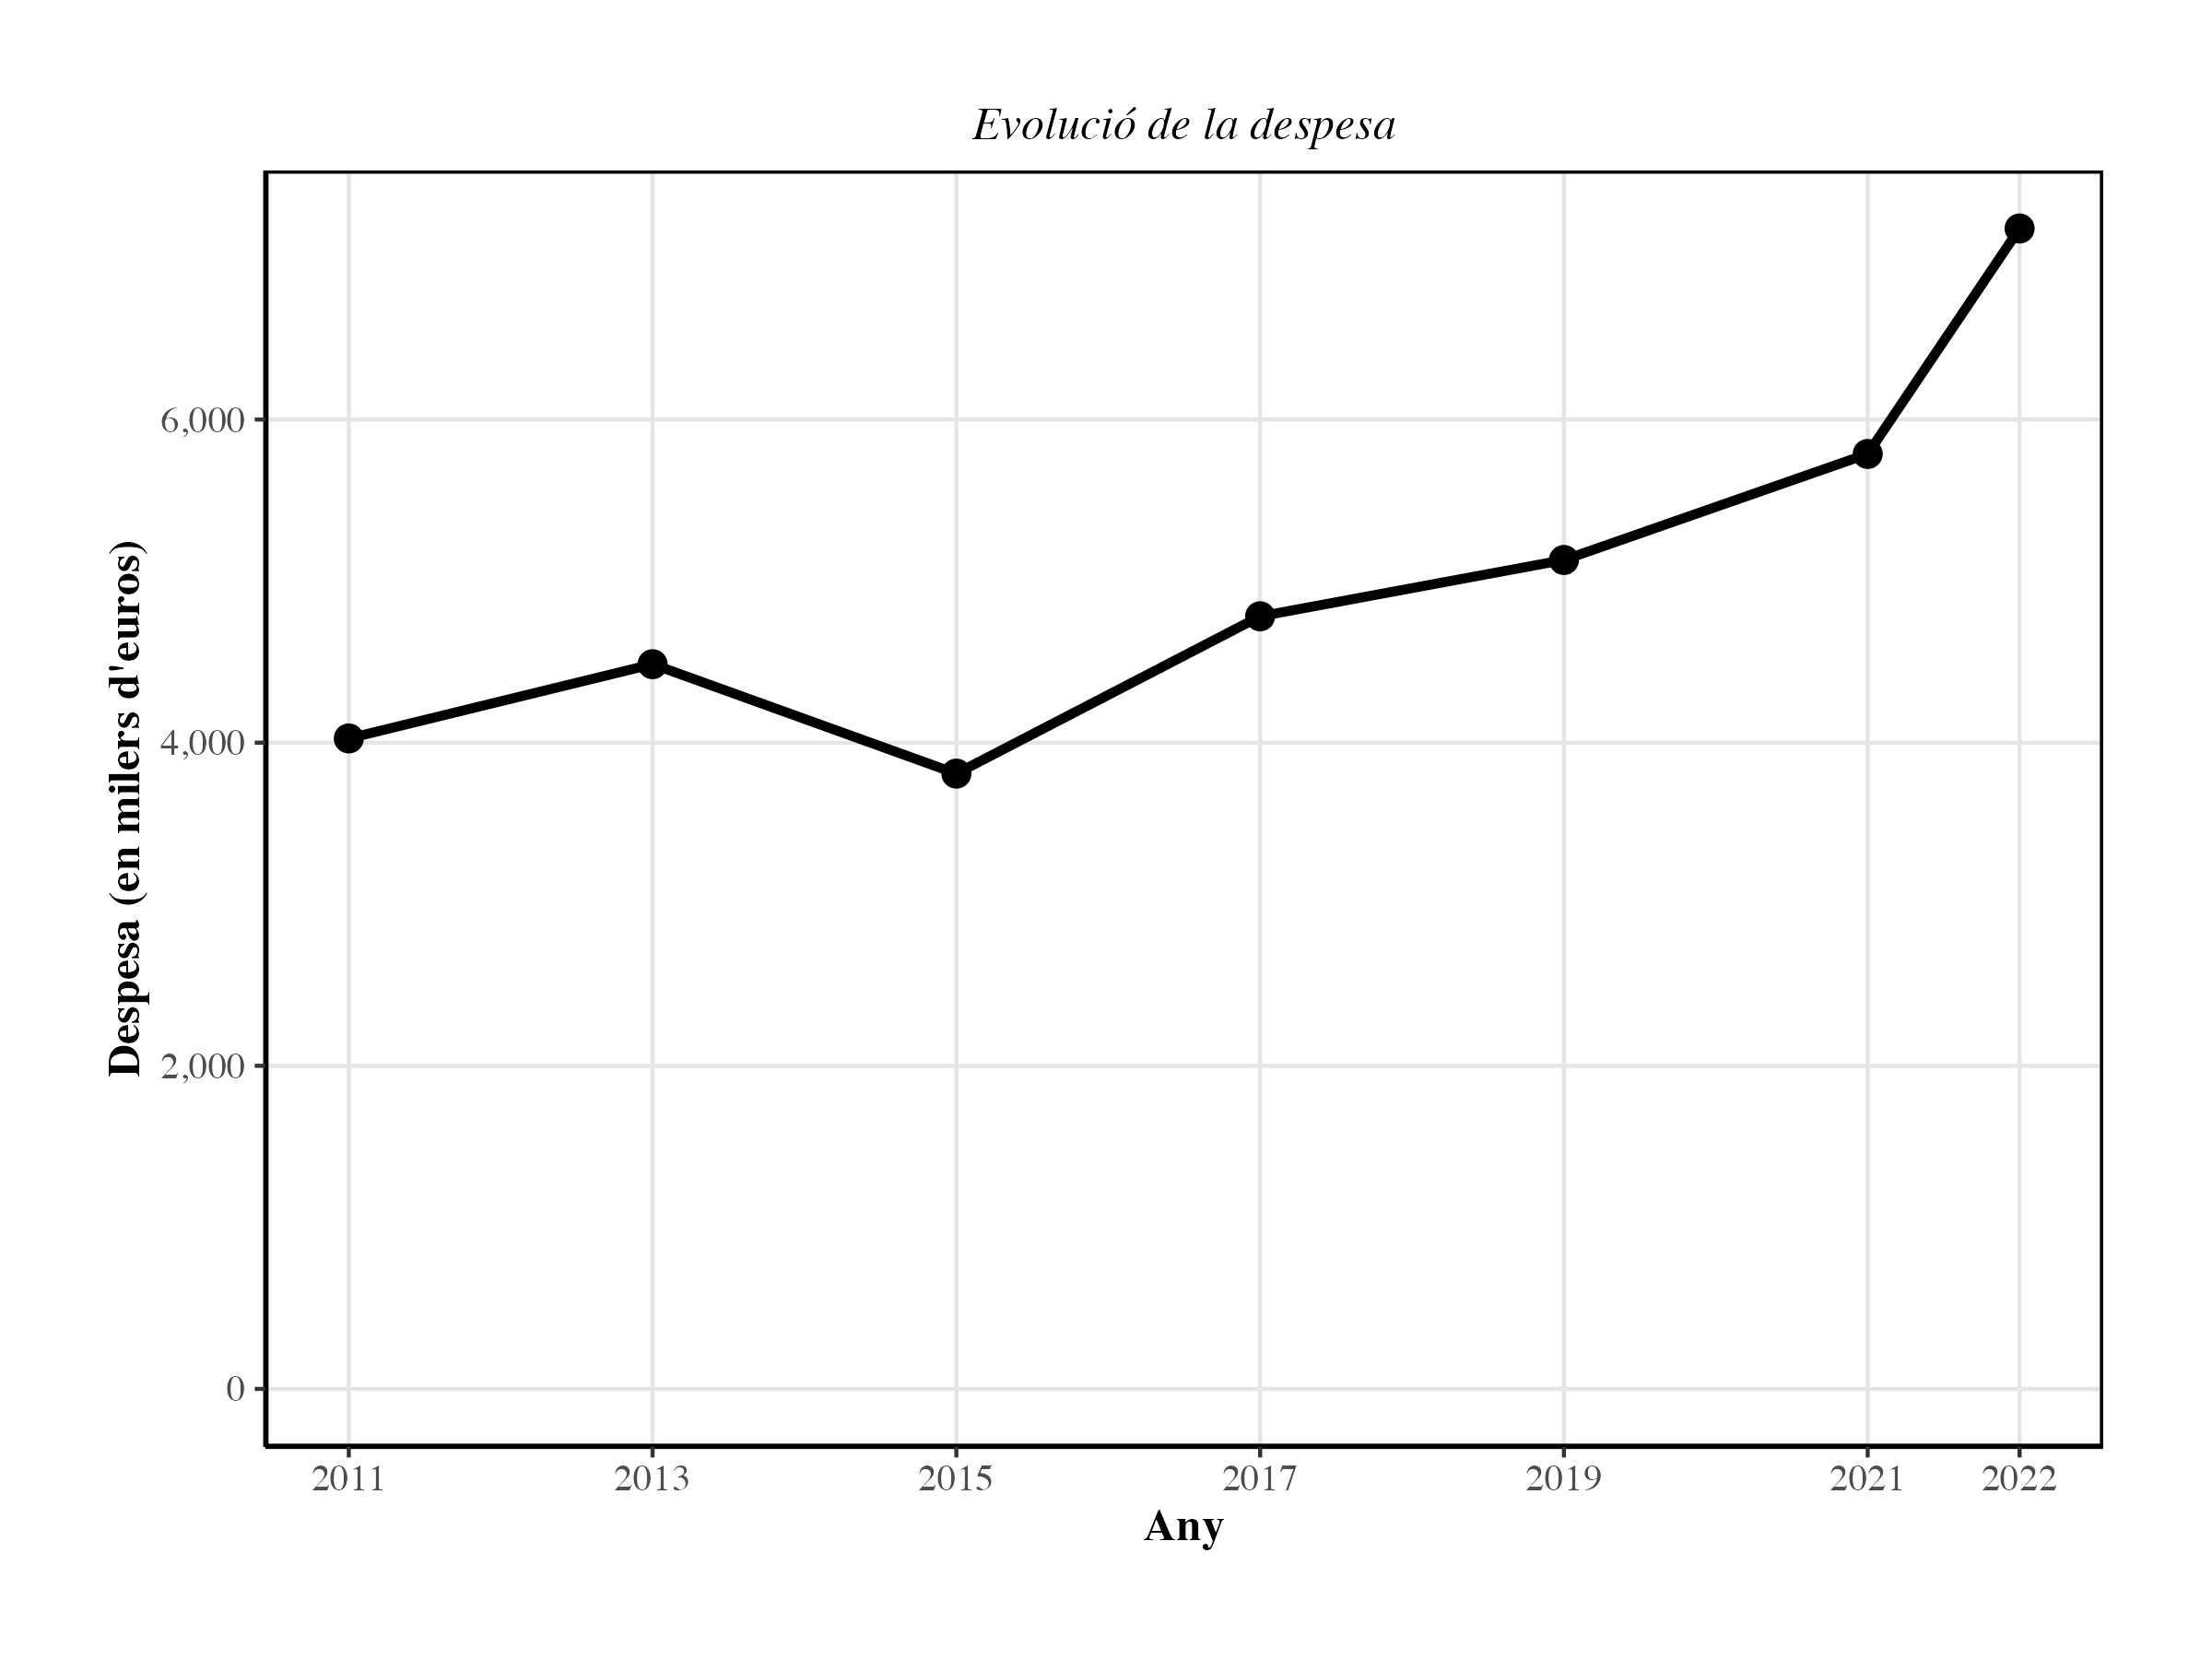 Evolució de la despesa
Despesa (en milers d'euros)
6,000
4,000
2,000
0
2011 2013 2015 2017 2019 2021 2022
Any